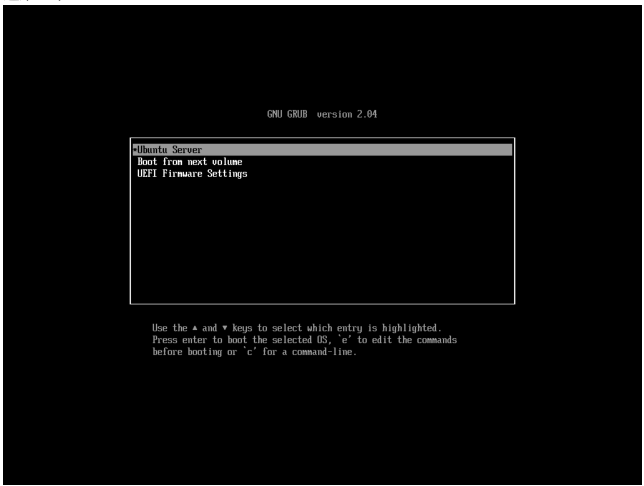 GNU GRUB version 2.04
*Ubuntu Server
Boot from next volume
UEFI Firmware Settings
Use the ▲ and ▼ keys to select which entry is highlighted.
Press enter to boot the selected OS, `e' to edit the commands
before booting or `c' for a command-line.